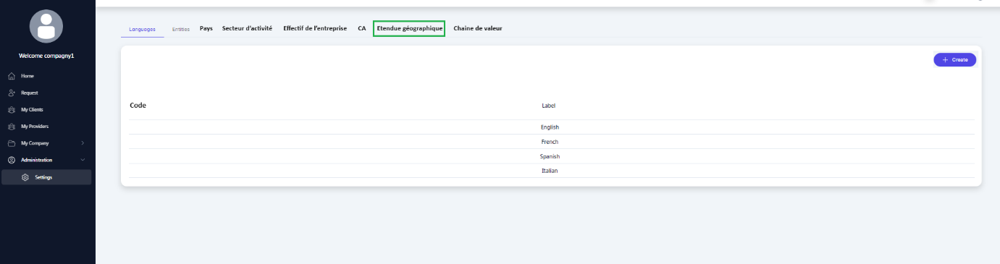 Welcome compagny1
Home
Request
My Clients
My Providers
My Company
Administration
Settings
Languages Entities Pays Secteur d'activité Effectif de l'entreprise CA Etendue géographique Chaine de valeur
+ Create
Code Label
English
French
Spanish
Italian